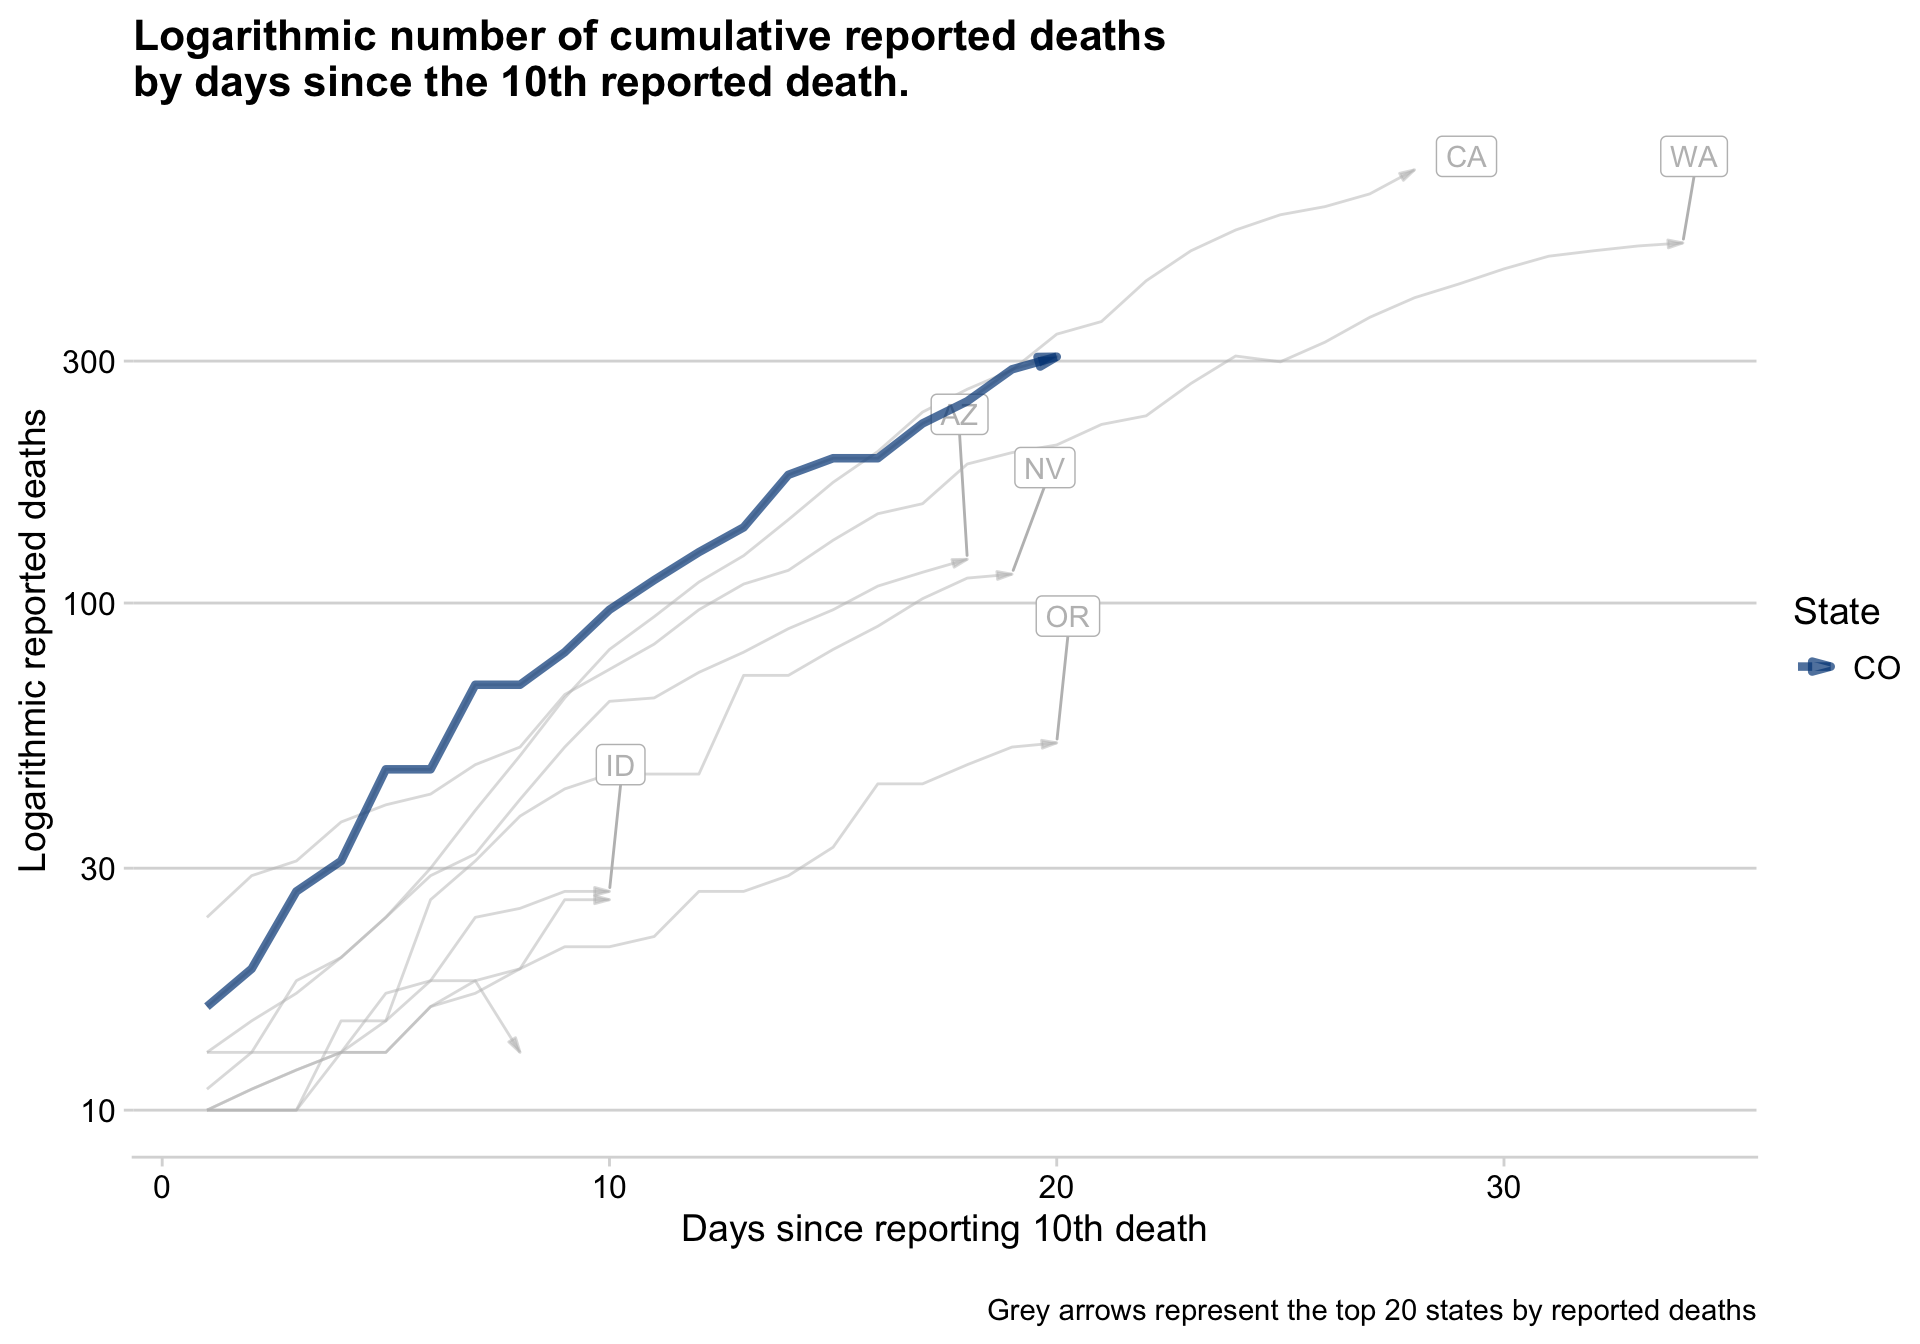 Logarithmic number of cumulative reported deaths
by days since the 10th reported death.
CA
WA
300
AZ
NV
100
OR
ID
30
10
Logarithmic reported deaths
0
10
20
30
Days since reporting 10th death
State
CO
Grey arrows represent the top 20 states by reported deaths